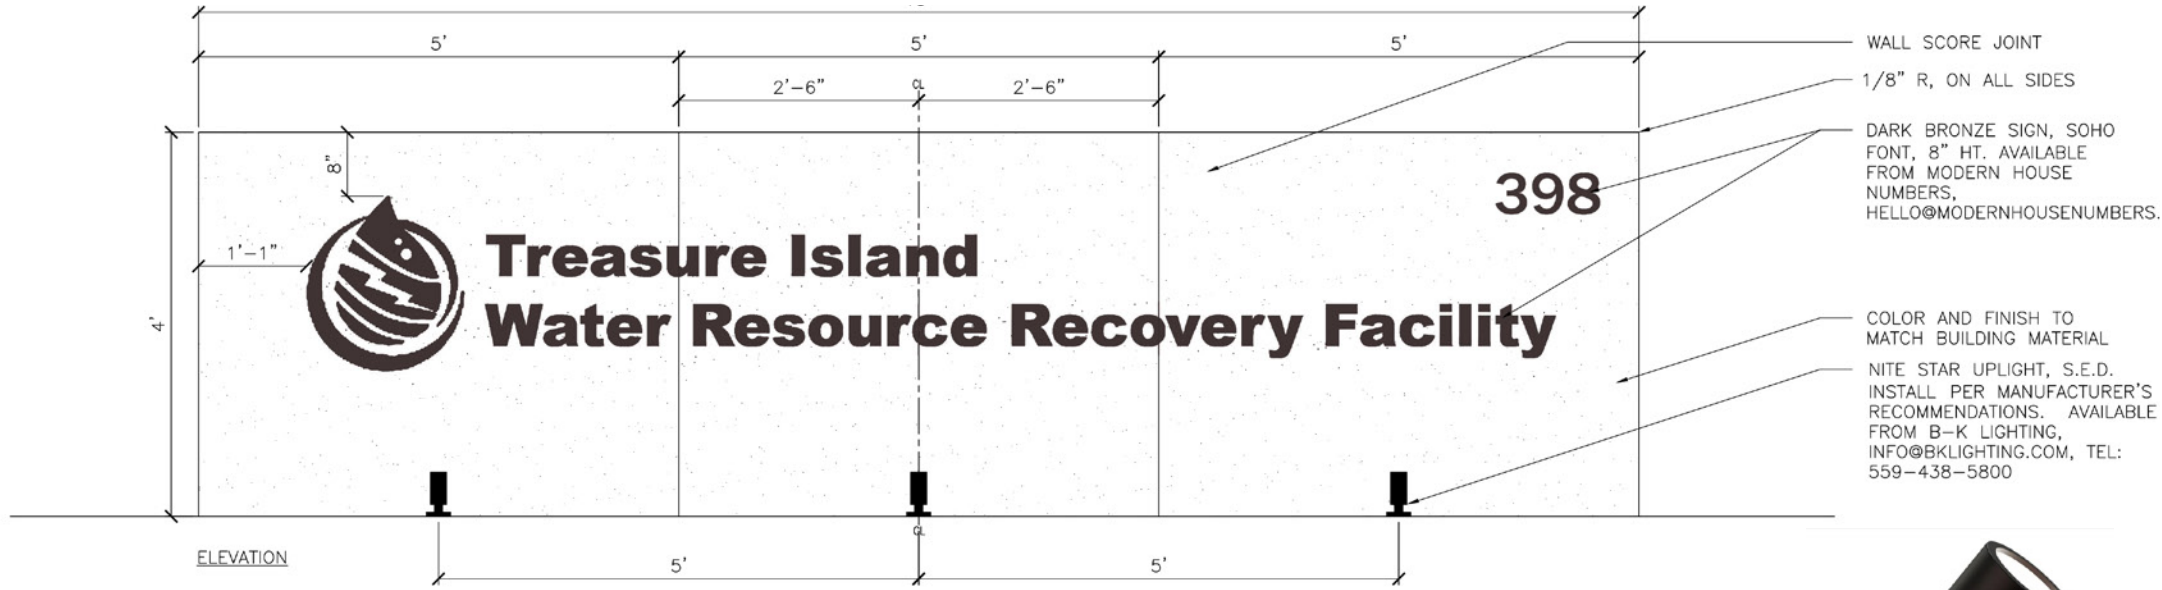 5' 5' 5'
2'-6" ℄ 2'-6"
8"
1'-1"
4'
398
Treasure Island
Water Resource Recovery Facility
WALL SCORE JOINT
1/8" R, ON ALL SIDES
DARK BRONZE SIGN, SOHO
FONT, 8" HT. AVAILABLE
FROM MODERN HOUSE
NUMBERS,
HELLO@MODERNHOUSENUMBERS.
COLOR AND FINISH TO
MATCH BUILDING MATERIAL
NITE STAR UPLIGHT, S.E.D.
INSTALL PER MANUFACTURER'S
RECOMMENDATIONS. AVAILABLE
FROM B-K LIGHTING,
INFO@BKLIGHTING.COM, TEL:
559-438-5800
℄
ELEVATION
5' 5'